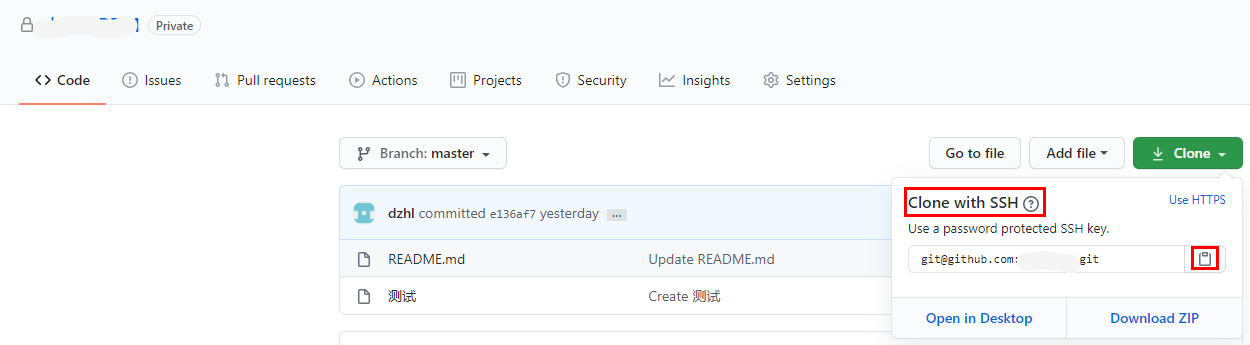 Private
Code Issues Pull requests Actions Projects Security Insights Settings
Branch: master Go to file Add file Clone
dzhl committed e136af7 yesterday ...
README.md Update README.md
测试 Create 测试
Clone with SSH ? Use HTTPS
Use a password protected SSH key.
git@github.com: git
Open in Desktop Download ZIP